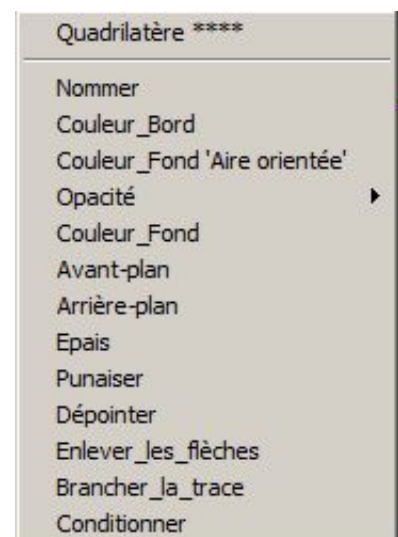 Quadrilatère ****
Nommer
Couleur_Bord
Couleur_Fond 'Aire orientée'
Opacité
Couleur_Fond
Avant-plan
Arrière-plan
Epais
Punaiser
Dépointer
Enlever_les_flèches
Brancher_la_trace
Conditionner